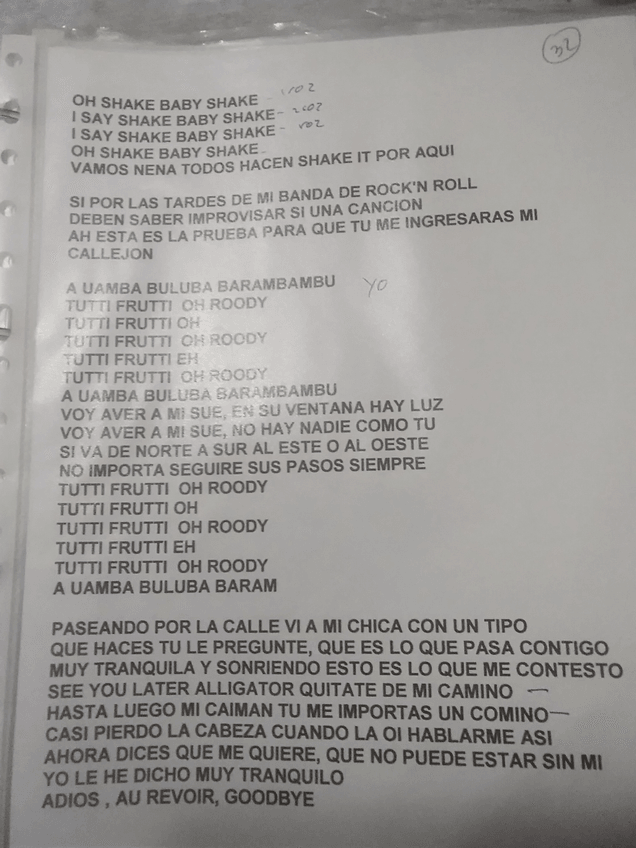 32
OH SHAKE BABY SHAKE - voz
I SAY SHAKE BABY SHAKE - voz
I SAY SHAKE BABY SHAKE - voz
OH SHAKE BABY SHAKE -
VAMOS NENA TODOS HACEN SHAKE IT POR AQUI
SI POR LAS TARDES DE MI BANDA DE ROCK'N ROLL
DEBEN SABER IMPROVISAR SI UNA CANCION
AH ESTA ES LA PRUEBA PARA QUE TU ME INGRESARAS MI
CALLEJON
A UAMBA BULUBA BARAMBAMBU YO
TUTTI FRUTTI OH ROODY
TUTTI FRUTTI OH
TUTTI FRUTTI OH ROODY
TUTTI FRUTTI EH
TUTTI FRUTTI OH ROODY
A UAMBA BULUBA BARAMBAMBU
VOY AVER A MI SUE, EN SU VENTANA HAY LUZ
VOY AVER A MI SUE, NO HAY NADIE COMO TU
SI VA DE NORTE A SUR AL ESTE O AL OESTE
NO IMPORTA SEGUIRE SUS PASOS SIEMPRE
TUTTI FRUTTI OH ROODY
TUTTI FRUTTI OH
TUTTI FRUTTI OH ROODY
TUTTI FRUTTI EH
TUTTI FRUTTI OH ROODY
A UAMBA BULUBA BARAM
PASEANDO POR LA CALLE VI A MI CHICA CON UN TIPO
QUE HACES TU LE PREGUNTE, QUE ES LO QUE PASA CONTIGO
MUY TRANQUILA Y SONRIENDO ESTO ES LO QUE ME CONTESTO
SEE YOU LATER ALLIGATOR QUITATE DE MI CAMINO —
HASTA LUEGO MI CAIMAN TU ME IMPORTAS UN COMINO —
CASI PIERDO LA CABEZA CUANDO LA OI HABLARME ASI
AHORA DICES QUE ME QUIERE, QUE NO PUEDE ESTAR SIN MI
YO LE HE DICHO MUY TRANQUILO
ADIOS , AU REVOIR, GOODBYE